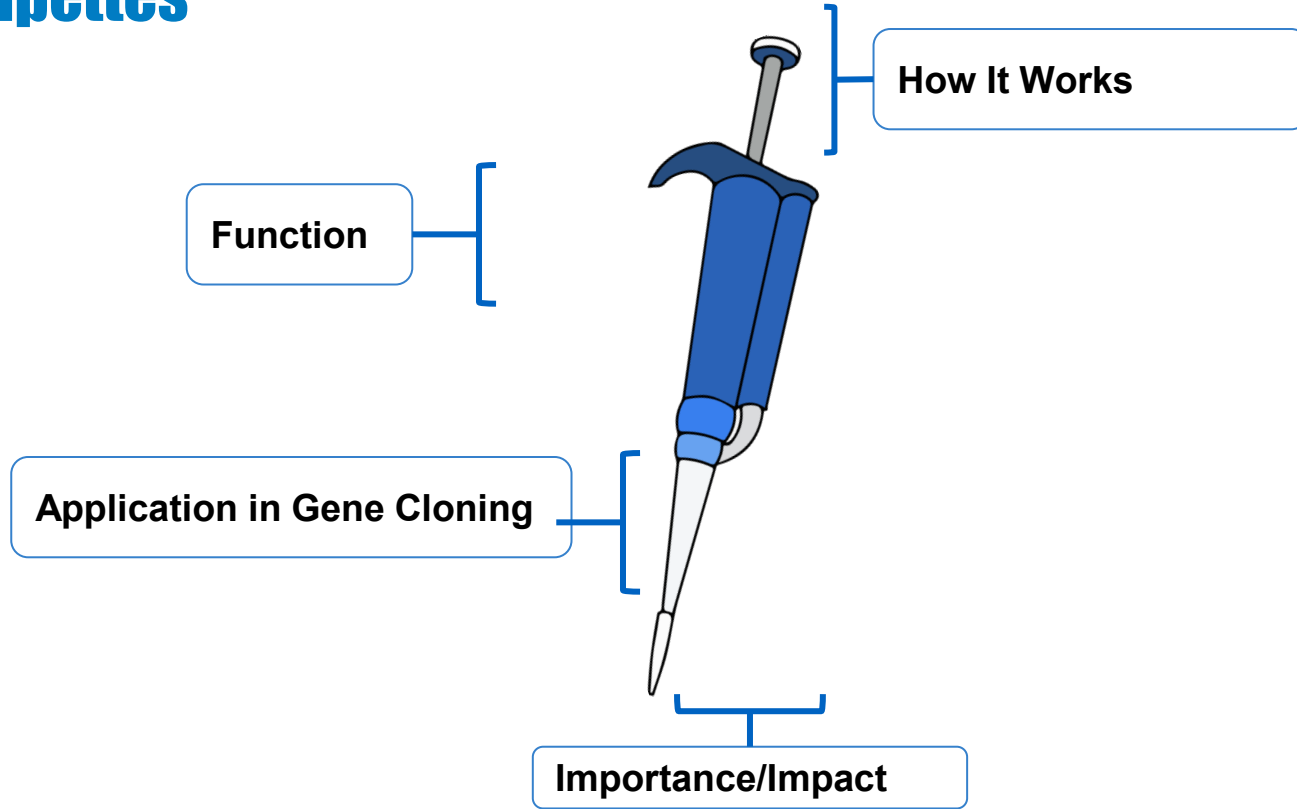 How It Works
Function
Application in Gene Cloning
Importance/Impact